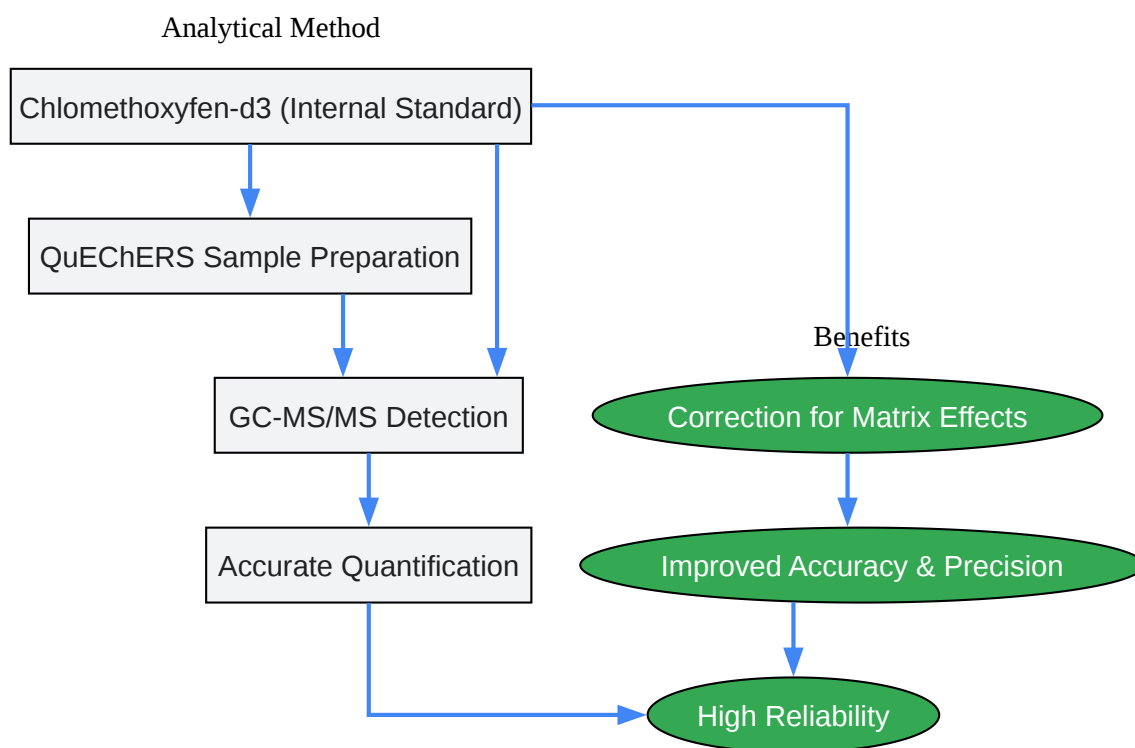 Analytical Method
Chlomethoxyfen-d3 (Internal Standard)
QuEChERS Sample Preparation
GC-MS/MS Detection
Accurate Quantification
Benefits
Correction for Matrix Effects
Improved Accuracy & Precision
High Reliability